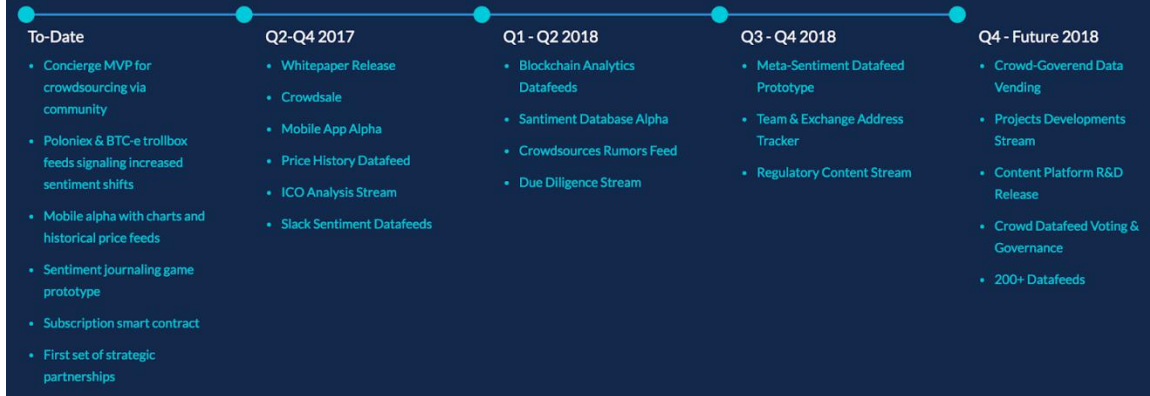 To-Date
• Concierge MVP for
crowdsourcing via
community
• Poloniex & BTC-e trollbox
feeds signaling increased
sentiment shifts
• Mobile alpha with charts and
historical price feeds
• Sentiment journaling game
prototype
• Subscription smart contract
• First set of strategic
partnerships
Q2-Q4 2017
• Whitepaper Release
• Crowdsale
• Mobile App Alpha
• Price History Datafeed
• ICO Analysis Stream
• Slack Sentiment Datafeeds
Q1 - Q2 2018
• Blockchain Analytics
Datafeeds
• Santiment Database Alpha
• Crowdsources Rumors Feed
• Due Diligence Stream
Q3 - Q4 2018
• Meta-Sentiment Datafeed
Prototype
• Team & Exchange Address
Tracker
• Regulatory Content Stream
Q4 - Future 2018
• Crowd-Goverend Data
Vending
• Projects Developments
Stream
• Content Platform R&D
Release
• Crowd Datafeed Voting &
Governance
• 200+ Datafeeds